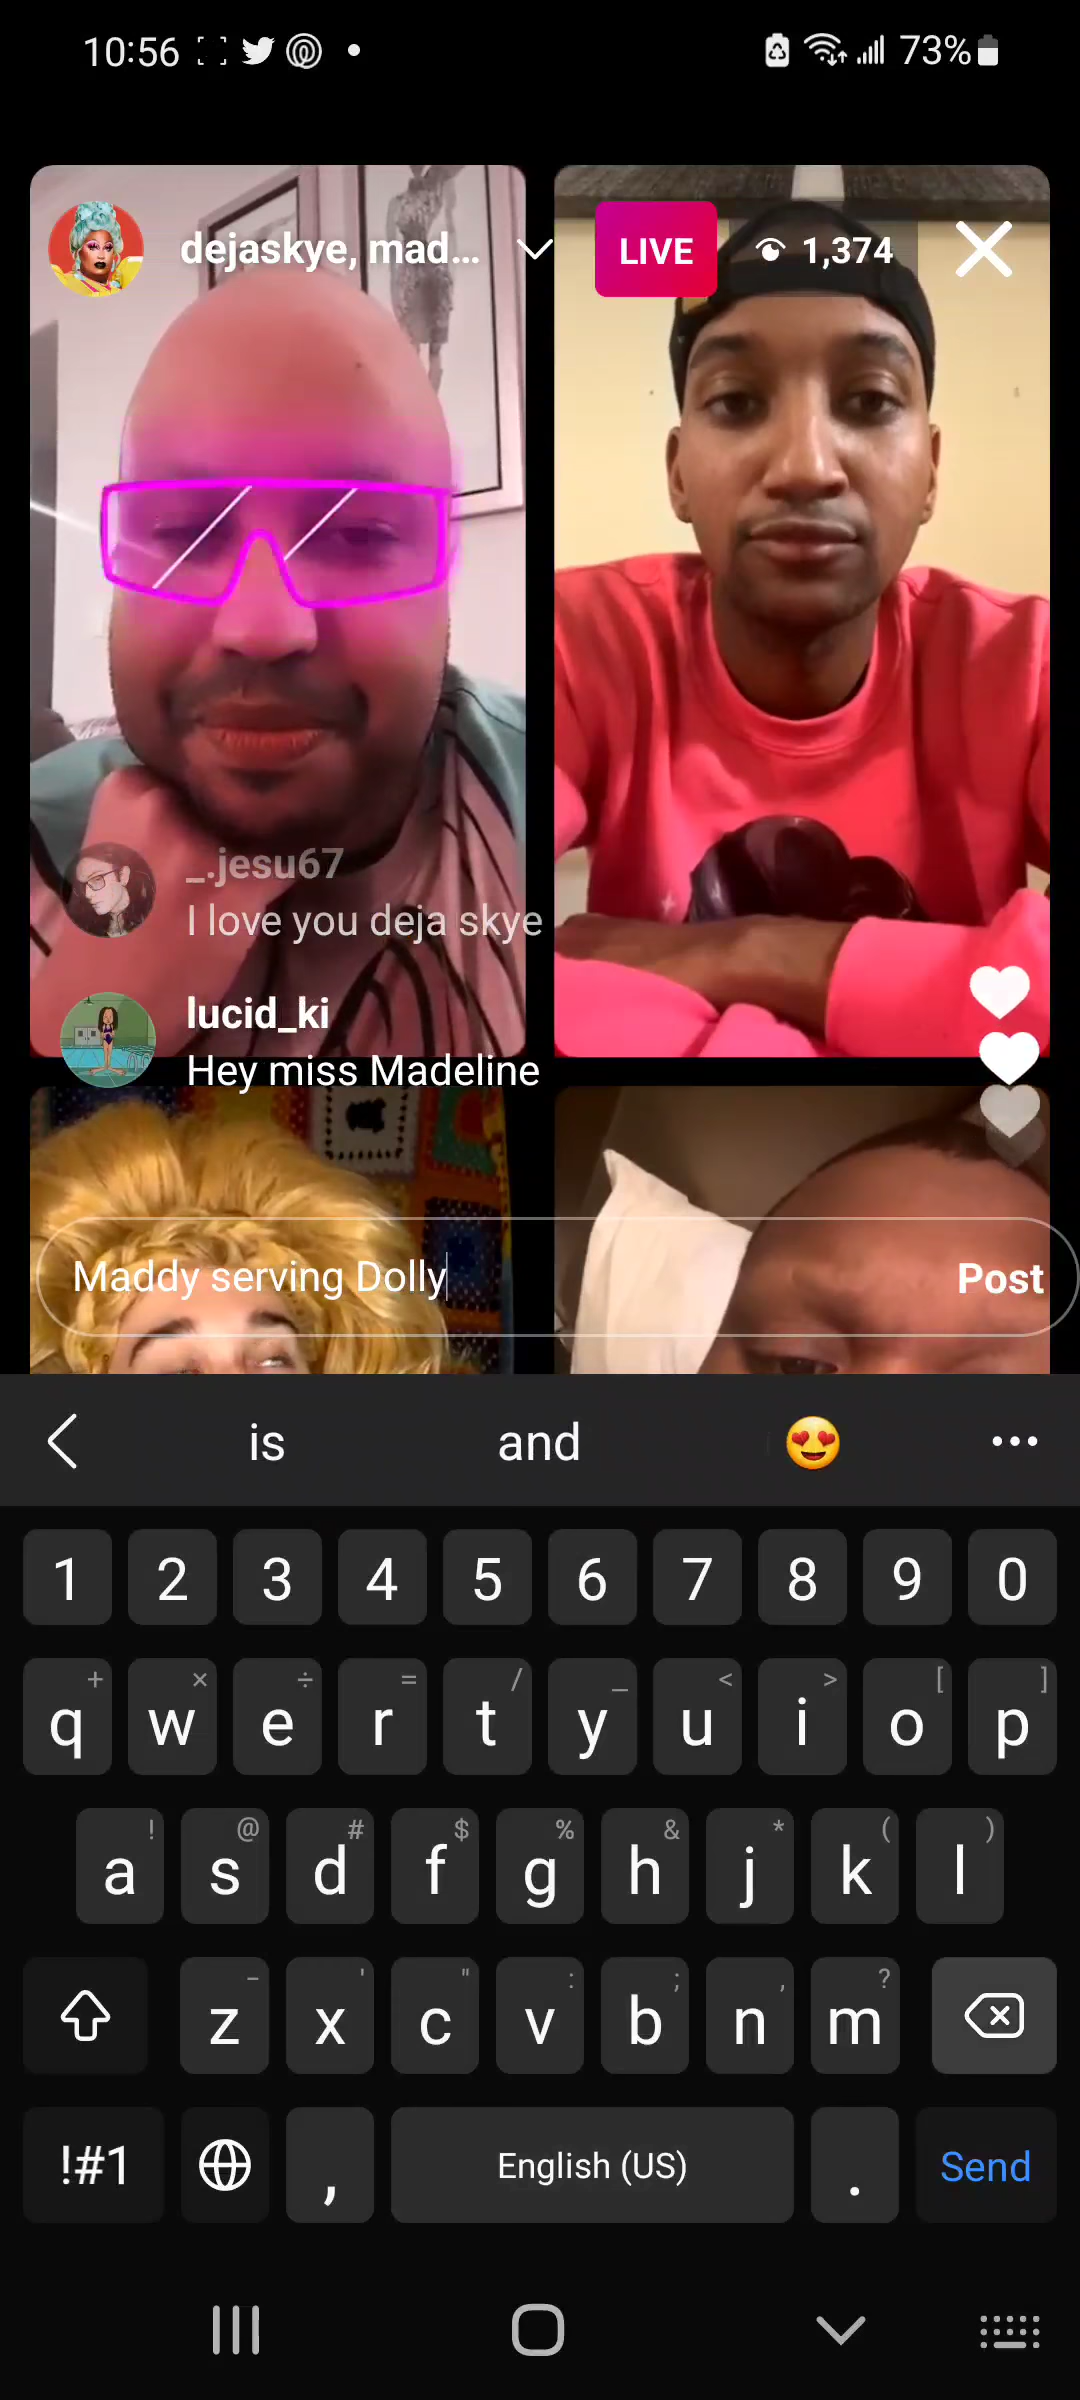 10:56
73%
dejaskye, mad...
LIVE
1,374
_.jesu67
I love you deja skye
lucid_ki
Hey miss Madeline
Maddy serving Dolly
Post
is and
1 2 3 4 5 6 7 8 9 0
+ × ÷ = / _ < > [ ]
q w e r t y u i o p
! @ # $ % & * ( )
a s d f g h j k l
- ' " : ; , ?
z x c v b n m
!#1 , English (US) . Send